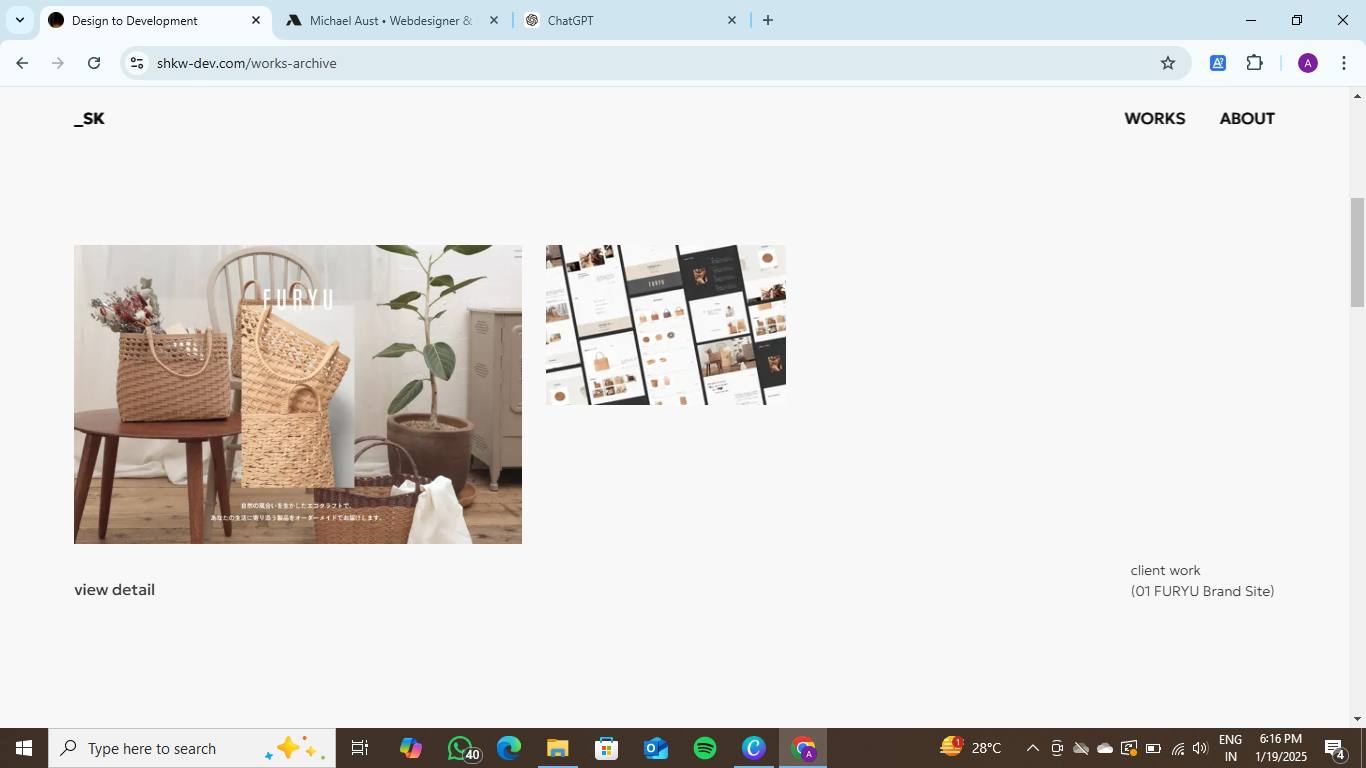 Design to Development
Michael Aust • Webdesigner &
ChatGPT
shkw-dev.com/works-archive
A
_SK
WORKS
ABOUT
FURYU
FURYU
自然の風合いを生かしたエコクラフトで、
あなたの生活に寄り添う製品をオーダーメイドでお届けします。
view detail
client work
(01 FURYU Brand Site)
Type here to search
40
A
1
28°C
ENG
IN
6:16 PM
1/19/2025
4